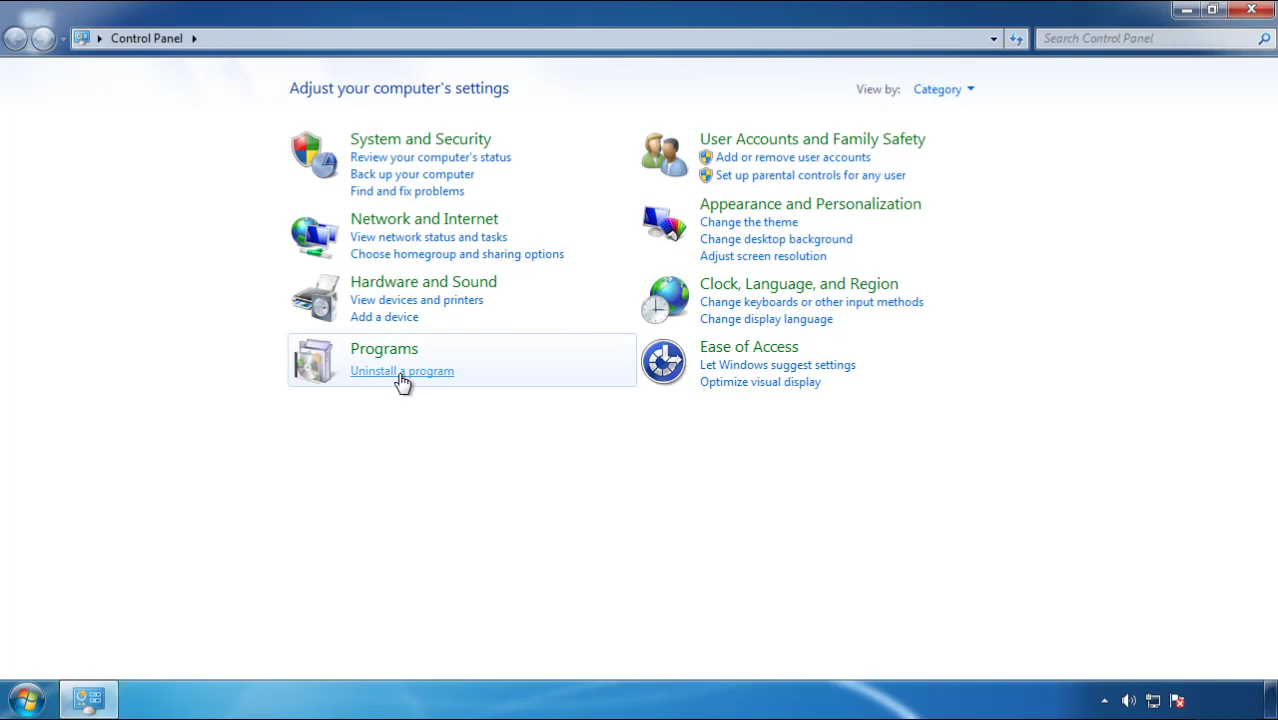 Control Panel
Search Control Panel
Adjust your computer's settings
View by: Category
System and Security
Review your computer's status
Back up your computer
Find and fix problems
Network and Internet
View network status and tasks
Choose homegroup and sharing options
Hardware and Sound
View devices and printers
Add a device
Programs
Uninstall a program
User Accounts and Family Safety
Add or remove user accounts
Set up parental controls for any user
Appearance and Personalization
Change the theme
Change desktop background
Adjust screen resolution
Clock, Language, and Region
Change keyboards or other input methods
Change display language
Ease of Access
Let Windows suggest settings
Optimize visual display